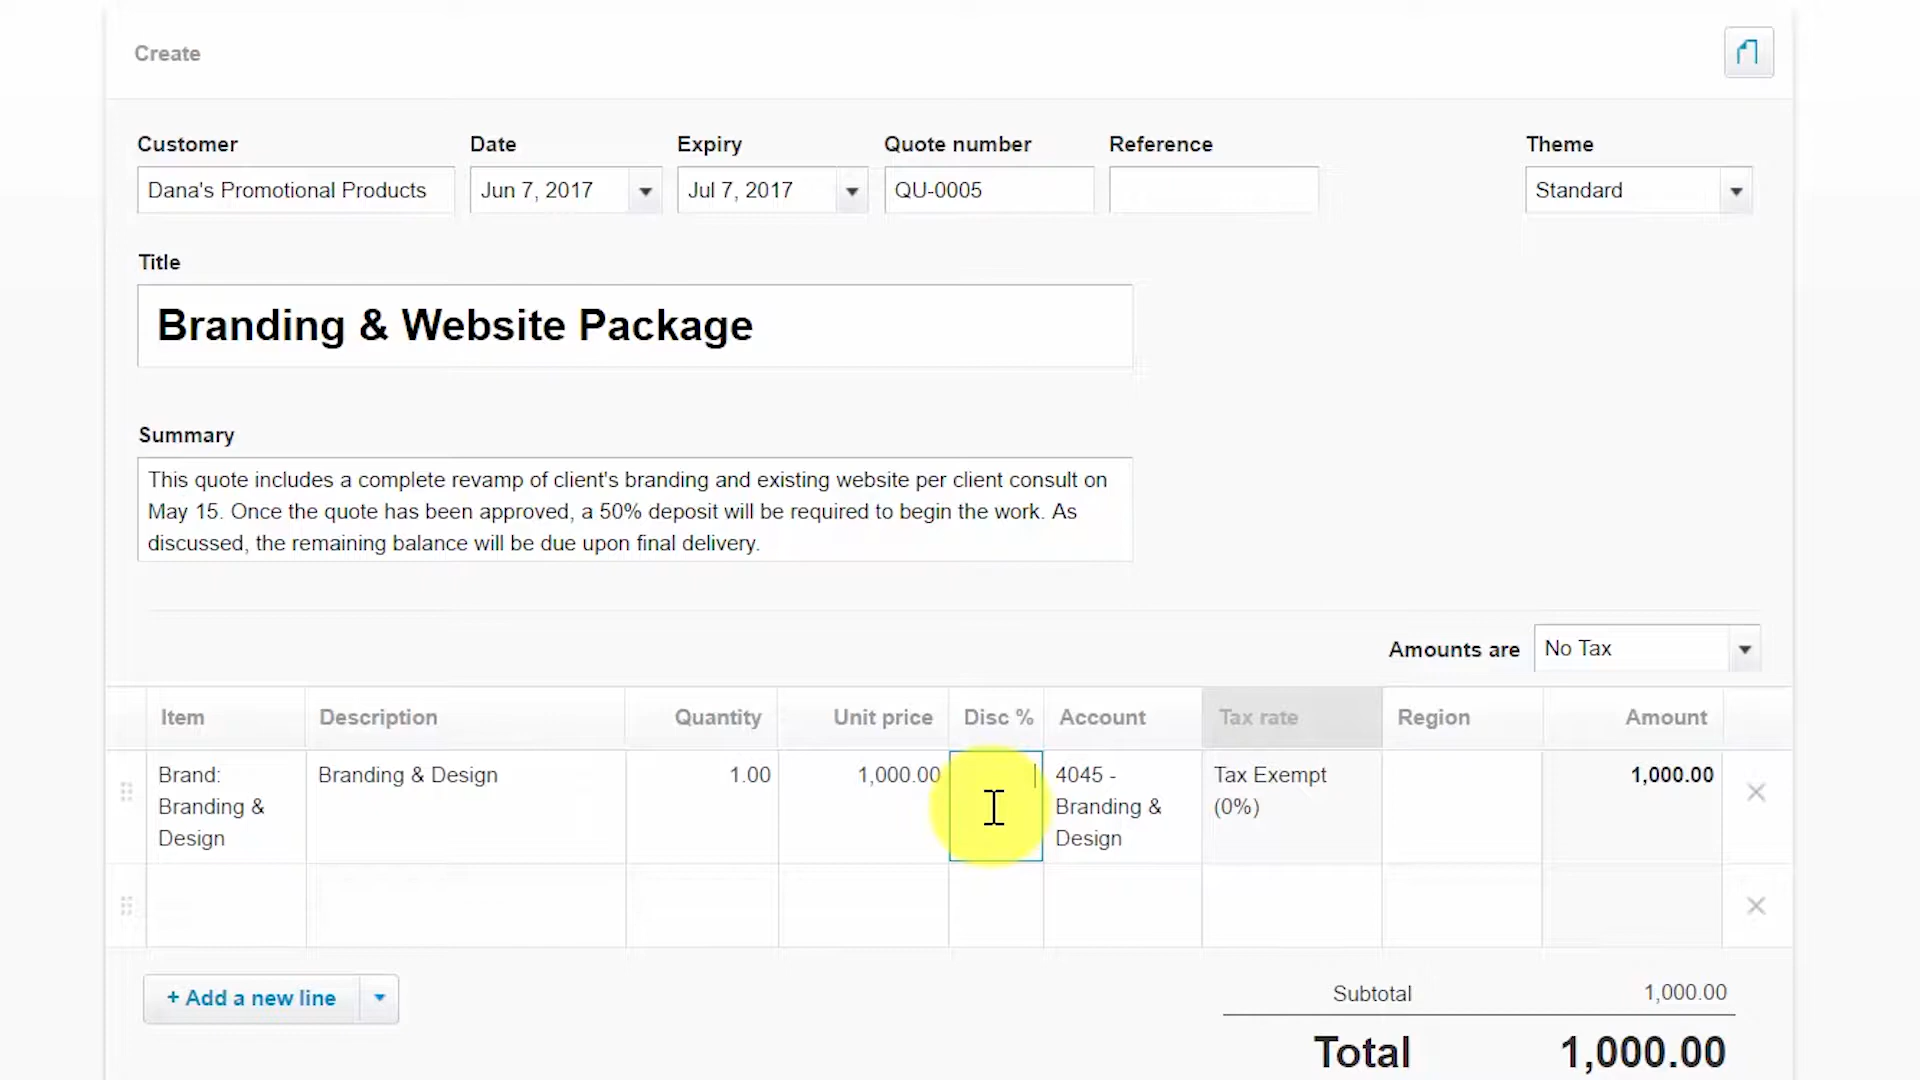 Create
Customer Date Expiry Quote number Reference Theme
Dana's Promotional Products Jun 7, 2017 Jul 7, 2017 QU-0005 Standard
Title
Branding & Website Package
Summary
This quote includes a complete revamp of client's branding and existing website per client consult on
May 15. Once the quote has been approved, a 50% deposit will be required to begin the work. As
discussed, the remaining balance will be due upon final delivery.
Amounts are No Tax
Item Description Quantity Unit price Disc % Account Tax rate Region Amount
Brand: Branding & Design 1.00 1,000.00 4045 - Tax Exempt 1,000.00
Branding & Branding & (0%)
Design Design
+ Add a new line
Subtotal 1,000.00
Total 1,000.00